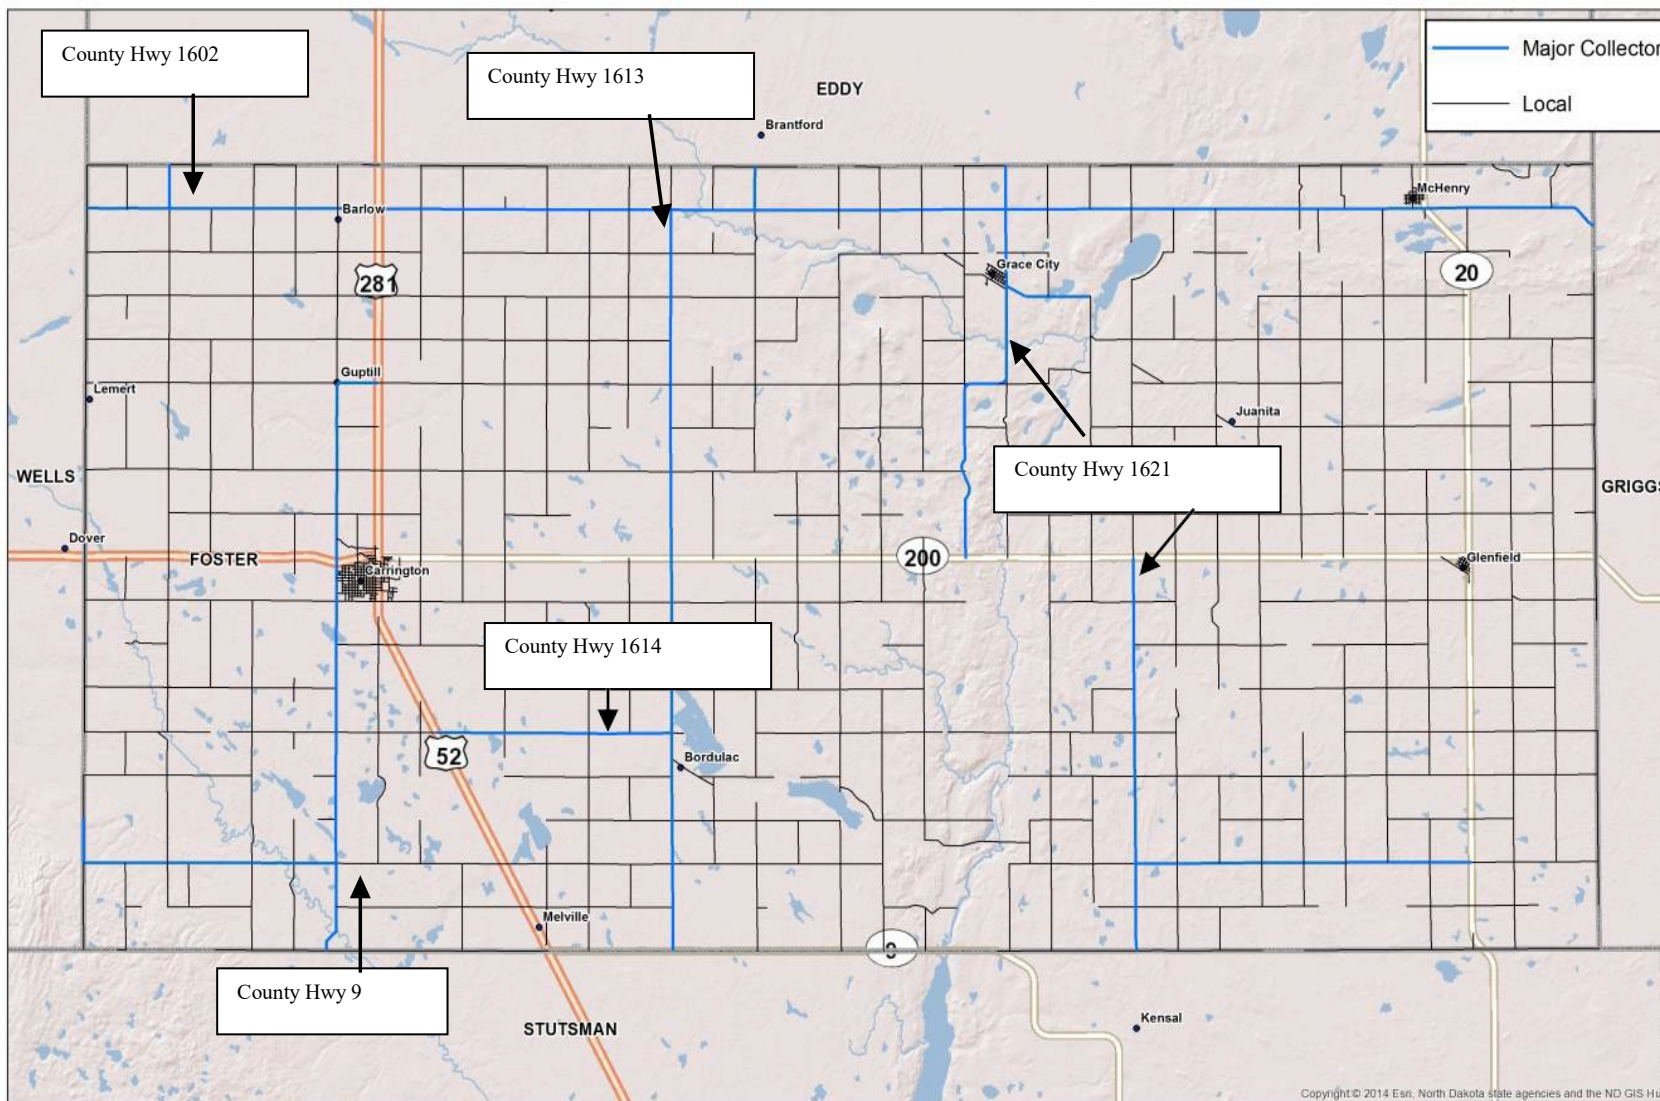 County Hwy 1602
County Hwy 1613
Major Collector
Local
EDDY
Brantford
McHenry
Barlow
Grace City
281
20
Guptill
Lemert
Juanita
WELLS
County Hwy 1621
GRIGGS
Dover
FOSTER
200
Glenfield
Carrington
County Hwy 1614
52
Bordulac
Melville
9
County Hwy 9
Kensal
STUTSMAN
Copyright © 2014 Esri, North Dakota state agencies and the ND GIS Hu